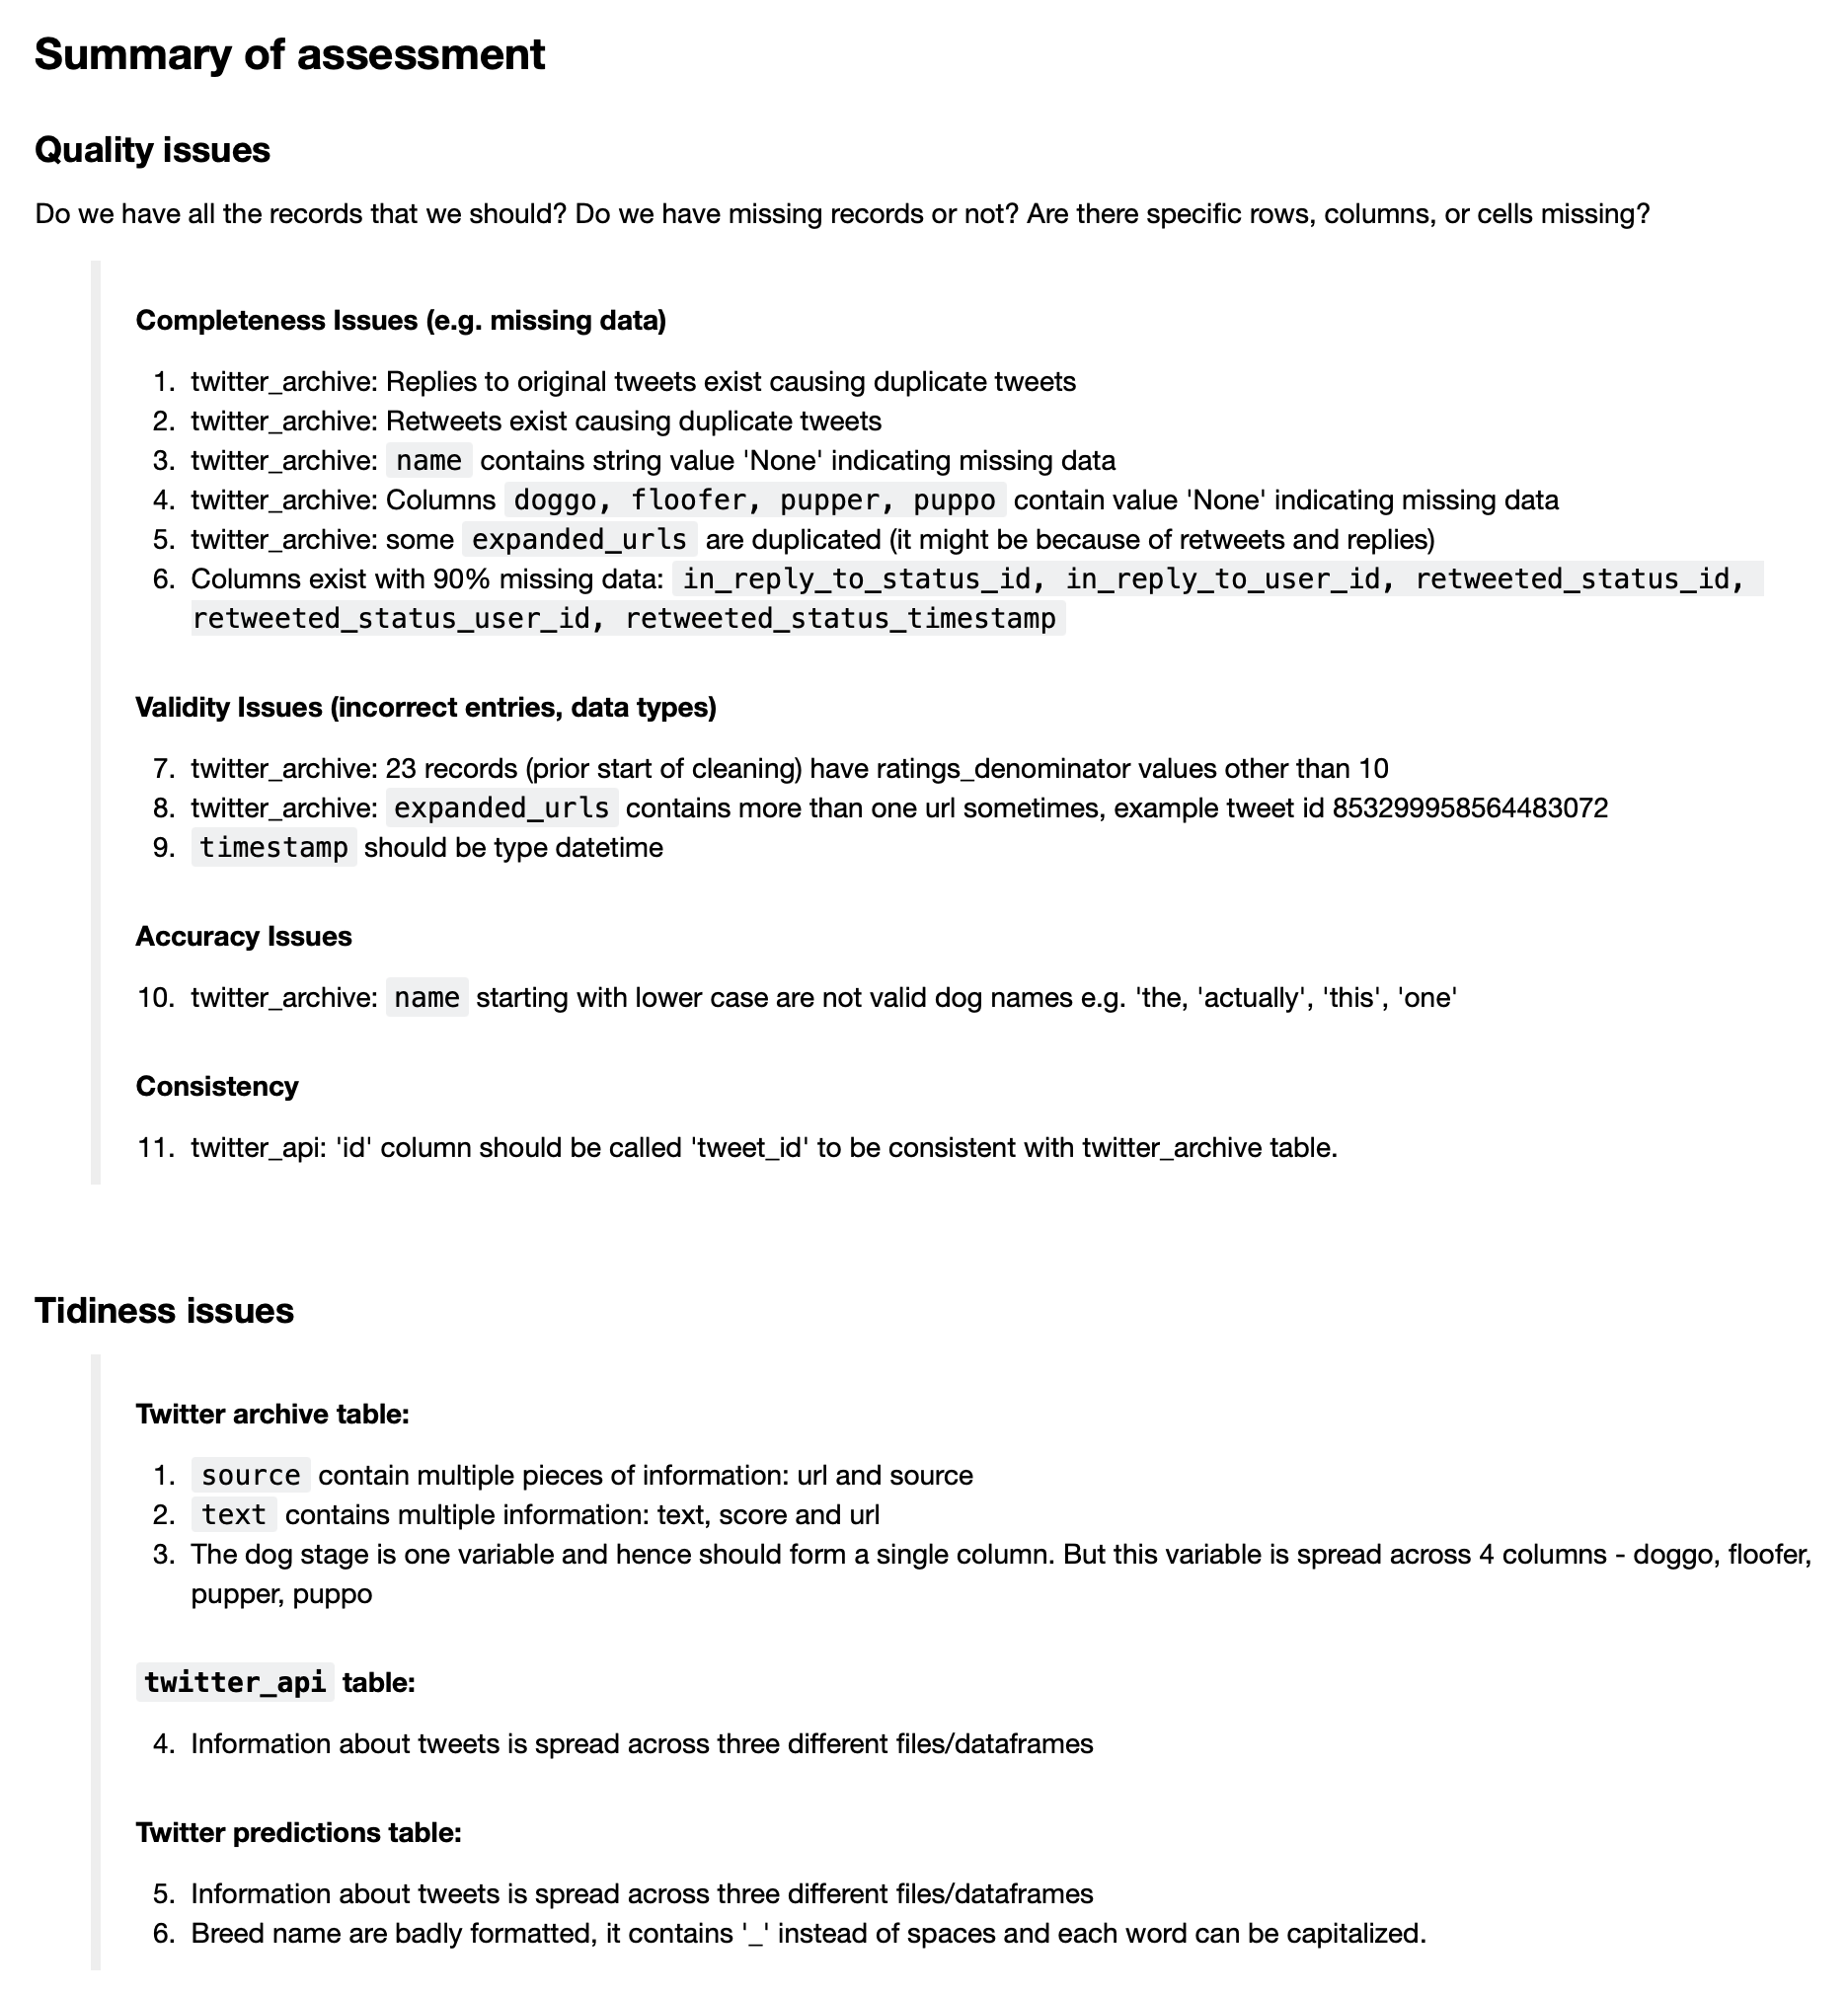 Summary of assessment
Quality issues
Do we have all the records that we should? Do we have missing records or not? Are there specific rows, columns, or cells missing?
Completeness Issues (e.g. missing data)
1. twitter_archive: Replies to original tweets exist causing duplicate tweets
2. twitter_archive: Retweets exist causing duplicate tweets
3. twitter_archive: name contains string value 'None' indicating missing data
4. twitter_archive: Columns doggo, floofer, pupper, puppo contain value 'None' indicating missing data
5. twitter_archive: some expanded_urls are duplicated (it might be because of retweets and replies)
6. Columns exist with 90% missing data: in_reply_to_status_id, in_reply_to_user_id, retweeted_status_id,
retweeted_status_user_id, retweeted_status_timestamp
Validity Issues (incorrect entries, data types)
7. twitter_archive: 23 records (prior start of cleaning) have ratings_denominator values other than 10
8. twitter_archive: expanded_urls contains more than one url sometimes, example tweet id 853299958564483072
9. timestamp should be type datetime
Accuracy Issues
10. twitter_archive: name starting with lower case are not valid dog names e.g. 'the, 'actually', 'this', 'one'
Consistency
11. twitter_api: 'id' column should be called 'tweet_id' to be consistent with twitter_archive table.
Tidiness issues
Twitter archive table:
1. source contain multiple pieces of information: url and source
2. text contains multiple information: text, score and url
3. The dog stage is one variable and hence should form a single column. But this variable is spread across 4 columns - doggo, floofer,
pupper, puppo
twitter_api table:
4. Information about tweets is spread across three different files/dataframes
Twitter predictions table:
5. Information about tweets is spread across three different files/dataframes
6. Breed name are badly formatted, it contains '_' instead of spaces and each word can be capitalized.